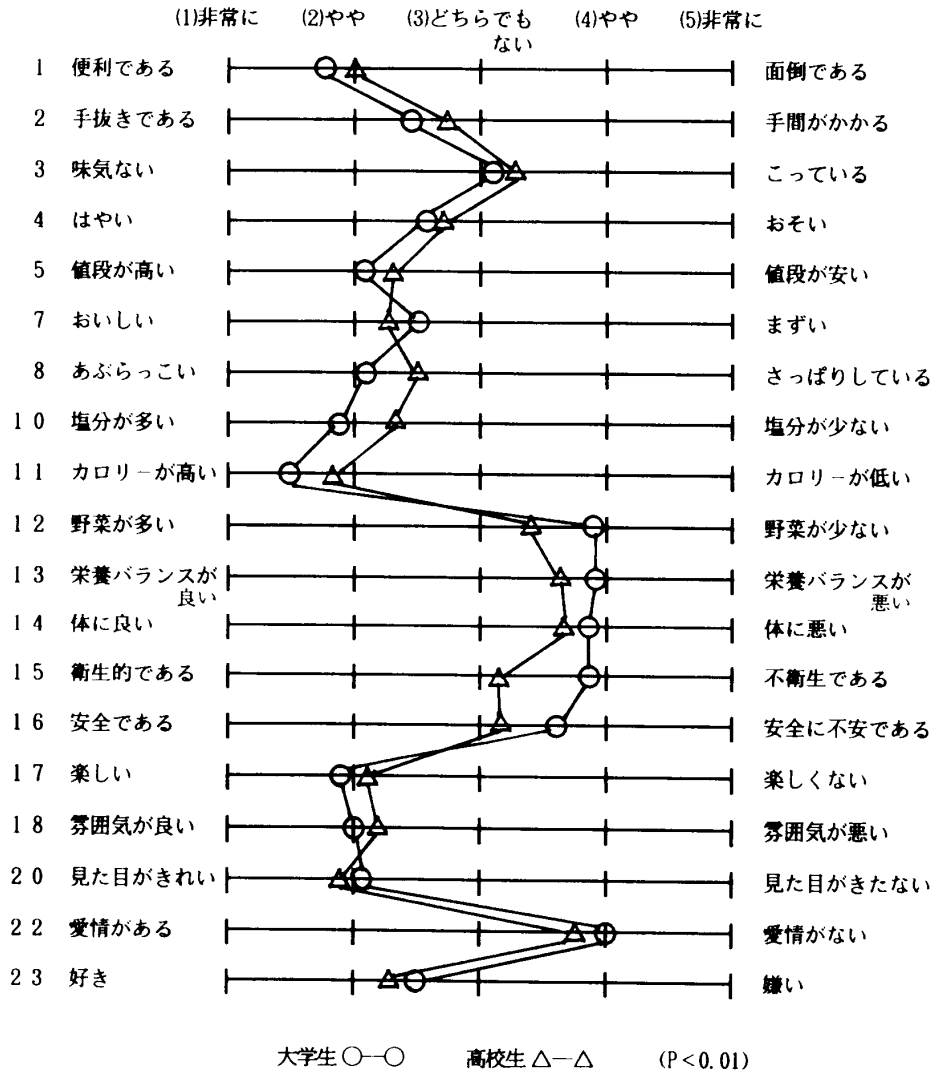 (1)非常に (2)やや (3)どちらでも (4)やや (5)非常に
ない
1 便利である 面倒である
2 手抜きである 手間がかかる
3 味気ない こっている
4 はやい おそい
5 値段が高い 値段が安い
7 おいしい まずい
8 あぶらっこい さっぱりしている
10 塩分が多い 塩分が少ない
11 カロリーが高い カロリーが低い
12 野菜が多い 野菜が少ない
13 栄養バランスが 栄養バランスが
良い 悪い
14 体に良い 体に悪い
15 衛生的である 不衛生である
16 安全である 安全に不安である
17 楽しい 楽しくない
18 雰囲気が良い 雰囲気が悪い
20 見た目がきれい 見た目がきたない
22 愛情がある 愛情がない
23 好き 嫌い
大学生 ○--○ 高校生 △-△ (P<0.01)